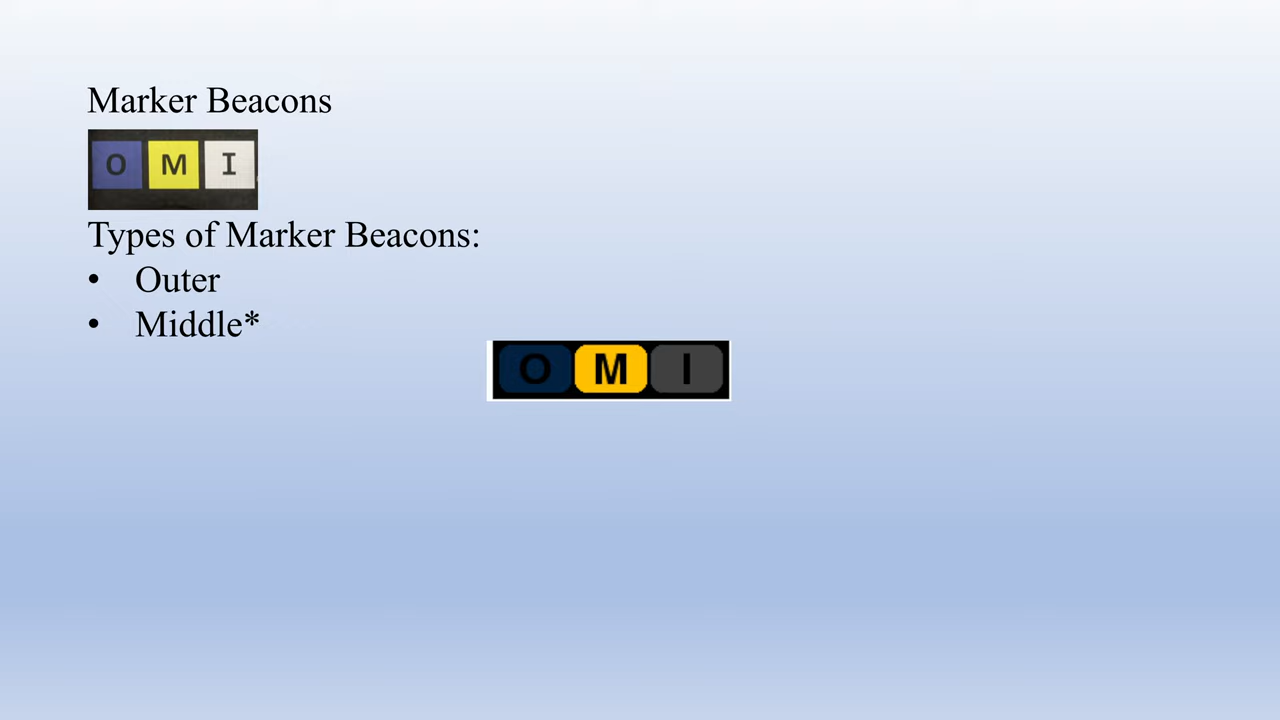 Marker Beacons
O M I
Types of Marker Beacons:
• Outer
• Middle*
O M I